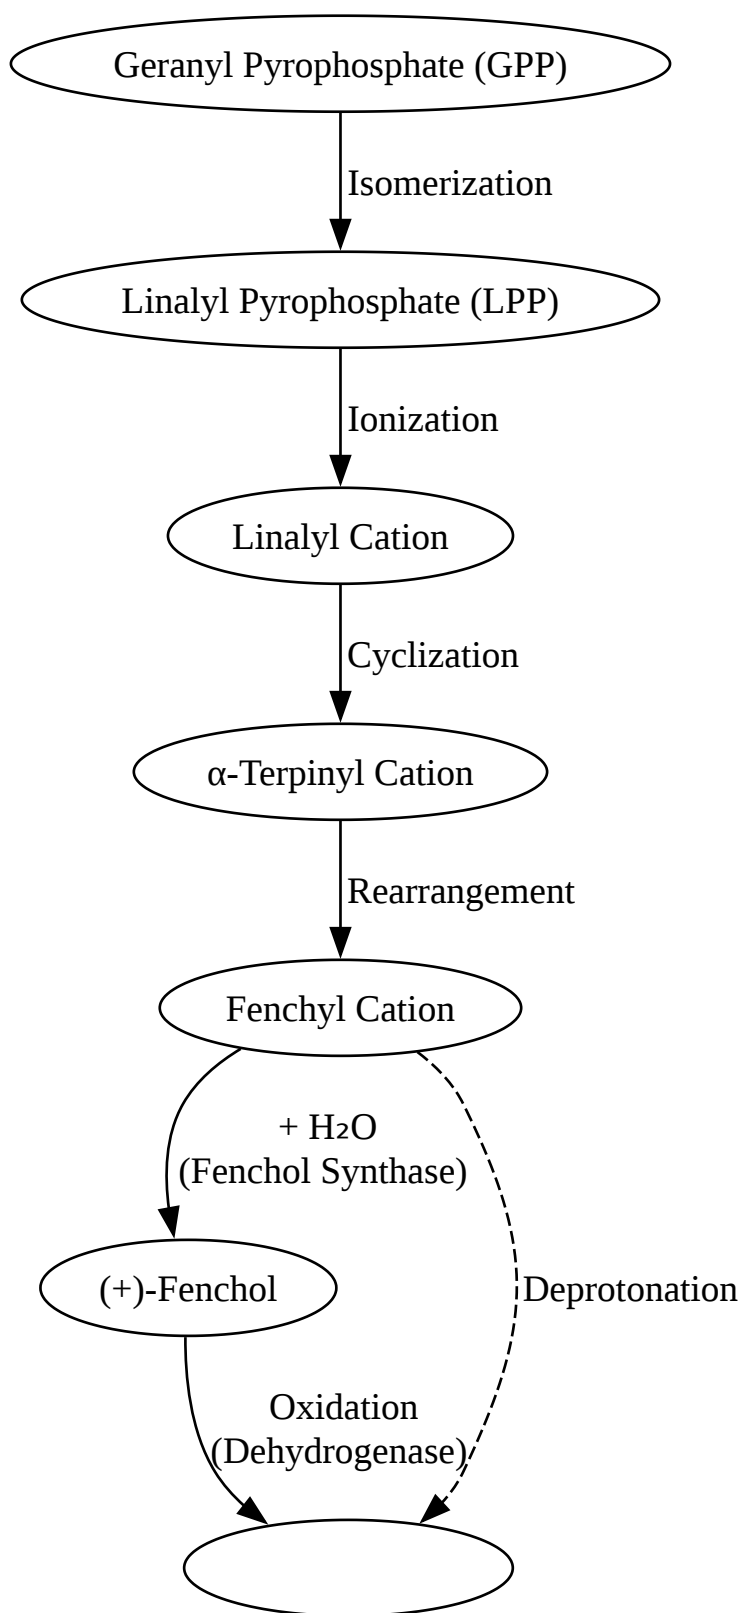 Geranyl Pyrophosphate (GPP)
Isomerization
Linalyl Pyrophosphate (LPP)
Ionization
Linalyl Cation
Cyclization
α-Terpinyl Cation
Rearrangement
Fenchyl Cation
+ H₂O
(Fenchol Synthase)
(+)-Fenchol
Deprotonation
Oxidation
(Dehydrogenase)